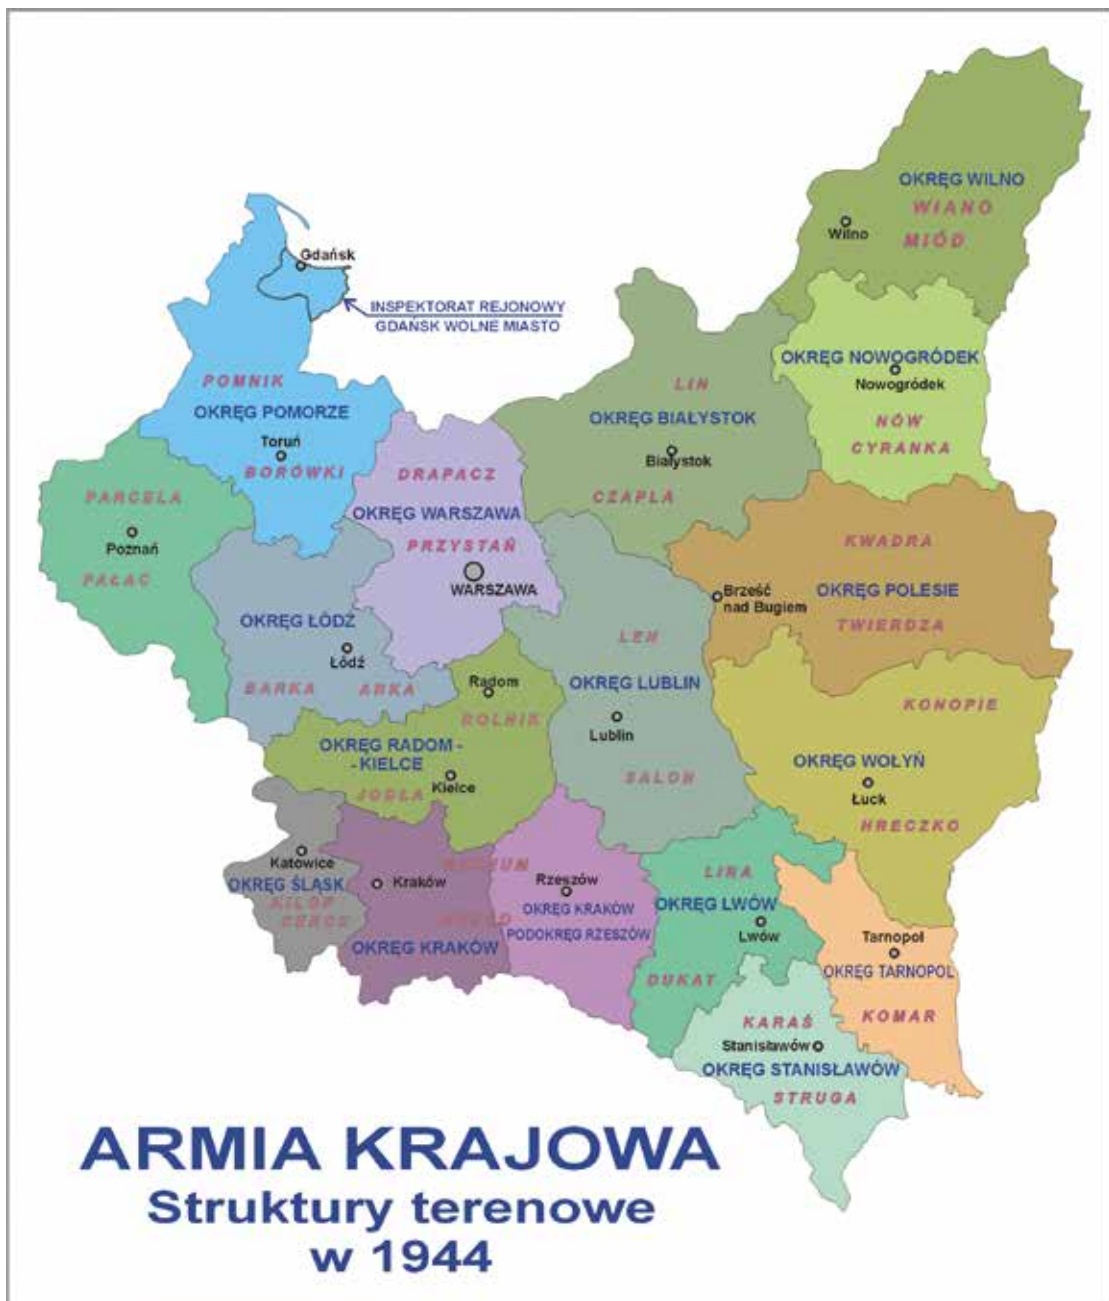 OKRĘG WILNO
WIANO
Wilno
MIÓD
Gdańsk
INSPEKTORAT REJONOWY
GDAŃSK WOLNE MIASTO
OKRĘG NOWOGRÓDEK
Nowogródek
NÓW
CYRANKA
POMNIK
OKRĘG POMORZE
Toruń
BORÓWKI
LIN
OKRĘG BIAŁYSTOK
Białystok
CZAPLA
PARCELA
Poznań
PAŁAC
DRAPACZ
OKRĘG WARSZAWA
PRZYSTAŃ
WARSZAWA
KWADRA
Brześć
nad Bugiem
OKRĘG POLESIE
TWIERDZA
OKRĘG ŁÓDŹ
Łódź
BARKA ARKA
LEN
OKRĘG LUBLIN
Lublin
SALON
Radom
ROLNIK
OKRĘG RADOM -
-KIELCE
Kielce
JODŁA
KONOPIE
OKRĘG WOŁYŃ
Łuck
HRECZKO
Katowice
OKRĘG ŚLĄSK
KILOF
Kraków
OKRĘG KRAKÓW
Rzeszów
OKRĘG KRAKÓW
PODOKRĘG RZESZÓW
LIRA
OKRĘG LWÓW
Lwów
DUKAT
Tarnopol
OKRĘG TARNOPOL
KOMAR
KARAŚ
Stanisławów
OKRĘG STANISŁAWÓW
STRUGA
ARMIA KRAJOWA
Struktury terenowe
w 1944